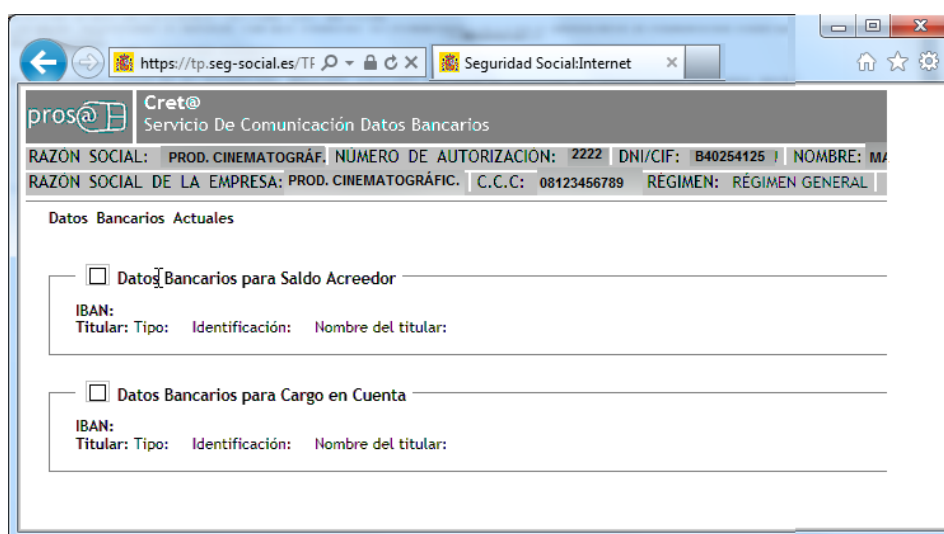 https://tp.seg-social.es/TF
Seguridad Social:Internet
pros@
Cret@
Servicio De Comunicación Datos Bancarios
RAZÓN SOCIAL: PROD. CINEMATOGRÁF. NÚMERO DE AUTORIZACIÓN: 2222 DNI/CIF: B40254125 NOMBRE: MA
RAZÓN SOCIAL DE LA EMPRESA: PROD. CINEMATOGRÁFIC. C.C.C: 08123456789 RÉGIMEN: RÉGIMEN GENERAL
Datos Bancarios Actuales
Datos Bancarios para Saldo Acreedor
IBAN:
Titular: Tipo: Identificación: Nombre del titular:
Datos Bancarios para Cargo en Cuenta
IBAN:
Titular: Tipo: Identificación: Nombre del titular: